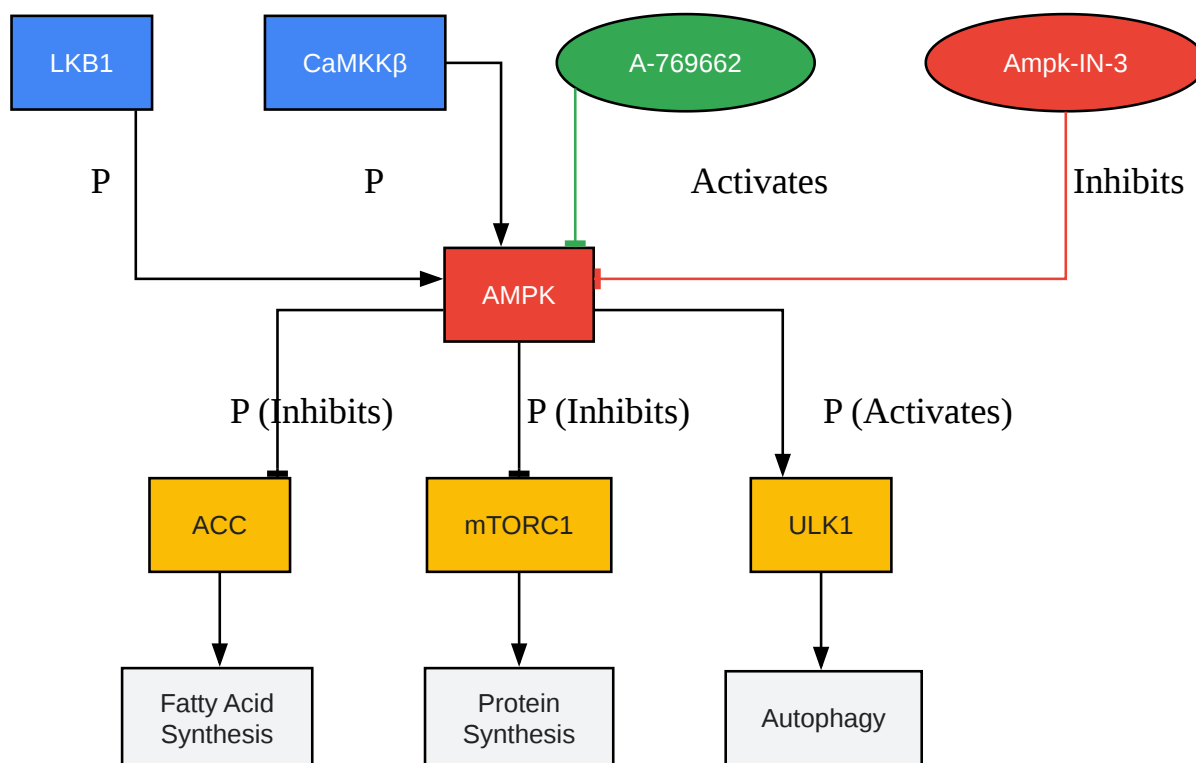 LKB1
CaMKKβ
A-769662
Ampk-IN-3
P
P
Activates
Inhibits
AMPK
P (Inhibits)
P (Inhibits)
P (Activates)
ACC
mTORC1
ULK1
Fatty Acid
Synthesis
Protein
Synthesis
Autophagy